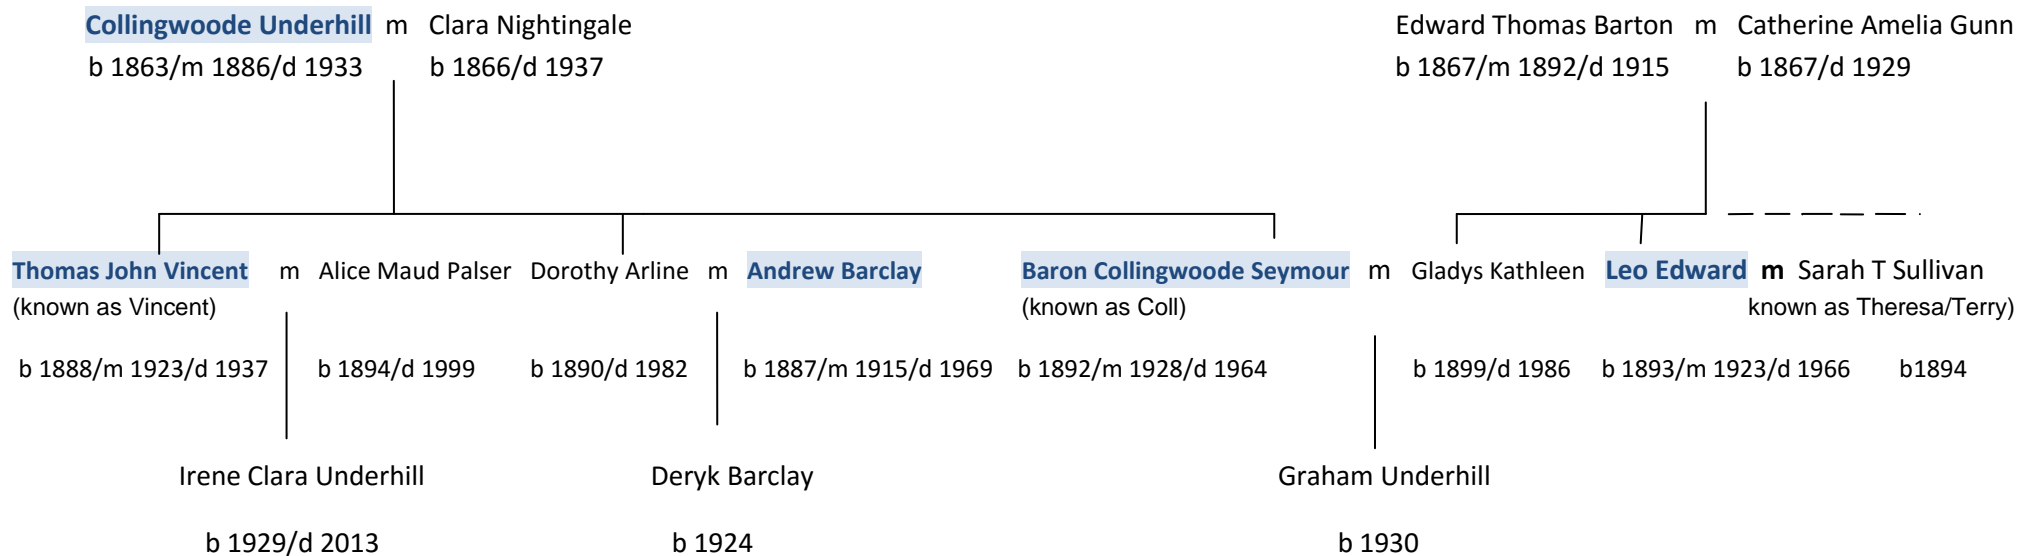 Collingwoode Underhill m Clara Nightingale Edward Thomas Barton m Catherine Amelia Gunn
b 1863/m 1886/d 1933 b 1866/d 1937 b 1867/m 1892/d 1915 b 1867/d 1929
Thomas John Vincent m Alice Maud Palser Dorothy Arline m Andrew Barclay Baron Collingwoode Seymour m Gladys Kathleen Leo Edward m Sarah T Sullivan
(known as Vincent) (known as Coll) known as Theresa/Terry)
b 1888/m 1923/d 1937 b 1894/d 1999 b 1890/d 1982 b 1887/m 1915/d 1969 b 1892/m 1928/d 1964 b 1899/d 1986 b 1893/m 1923/d 1966 b1894
Irene Clara Underhill Deryk Barclay Graham Underhill
b 1929/d 2013 b 1924 b 1930